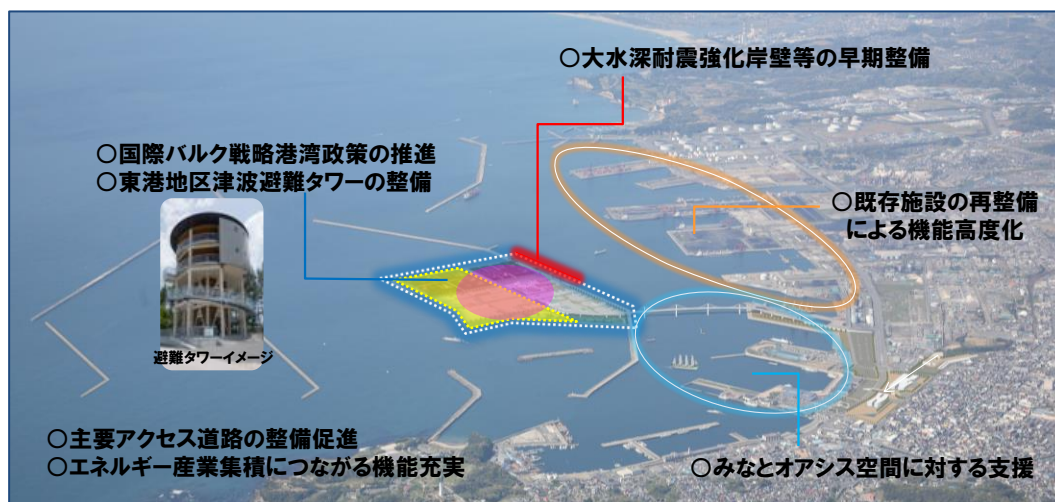 ○大水深耐震強化岸壁等の早期整備
○国際バルク戦略港湾政策の推進
○東港地区津波避難タワーの整備
○既存施設の再整備
による機能高度化
避難タワーイメージ
○主要アクセス道路の整備促進
○エネルギー産業集積につながる機能充実
○みなとオアシス空間に対する支援